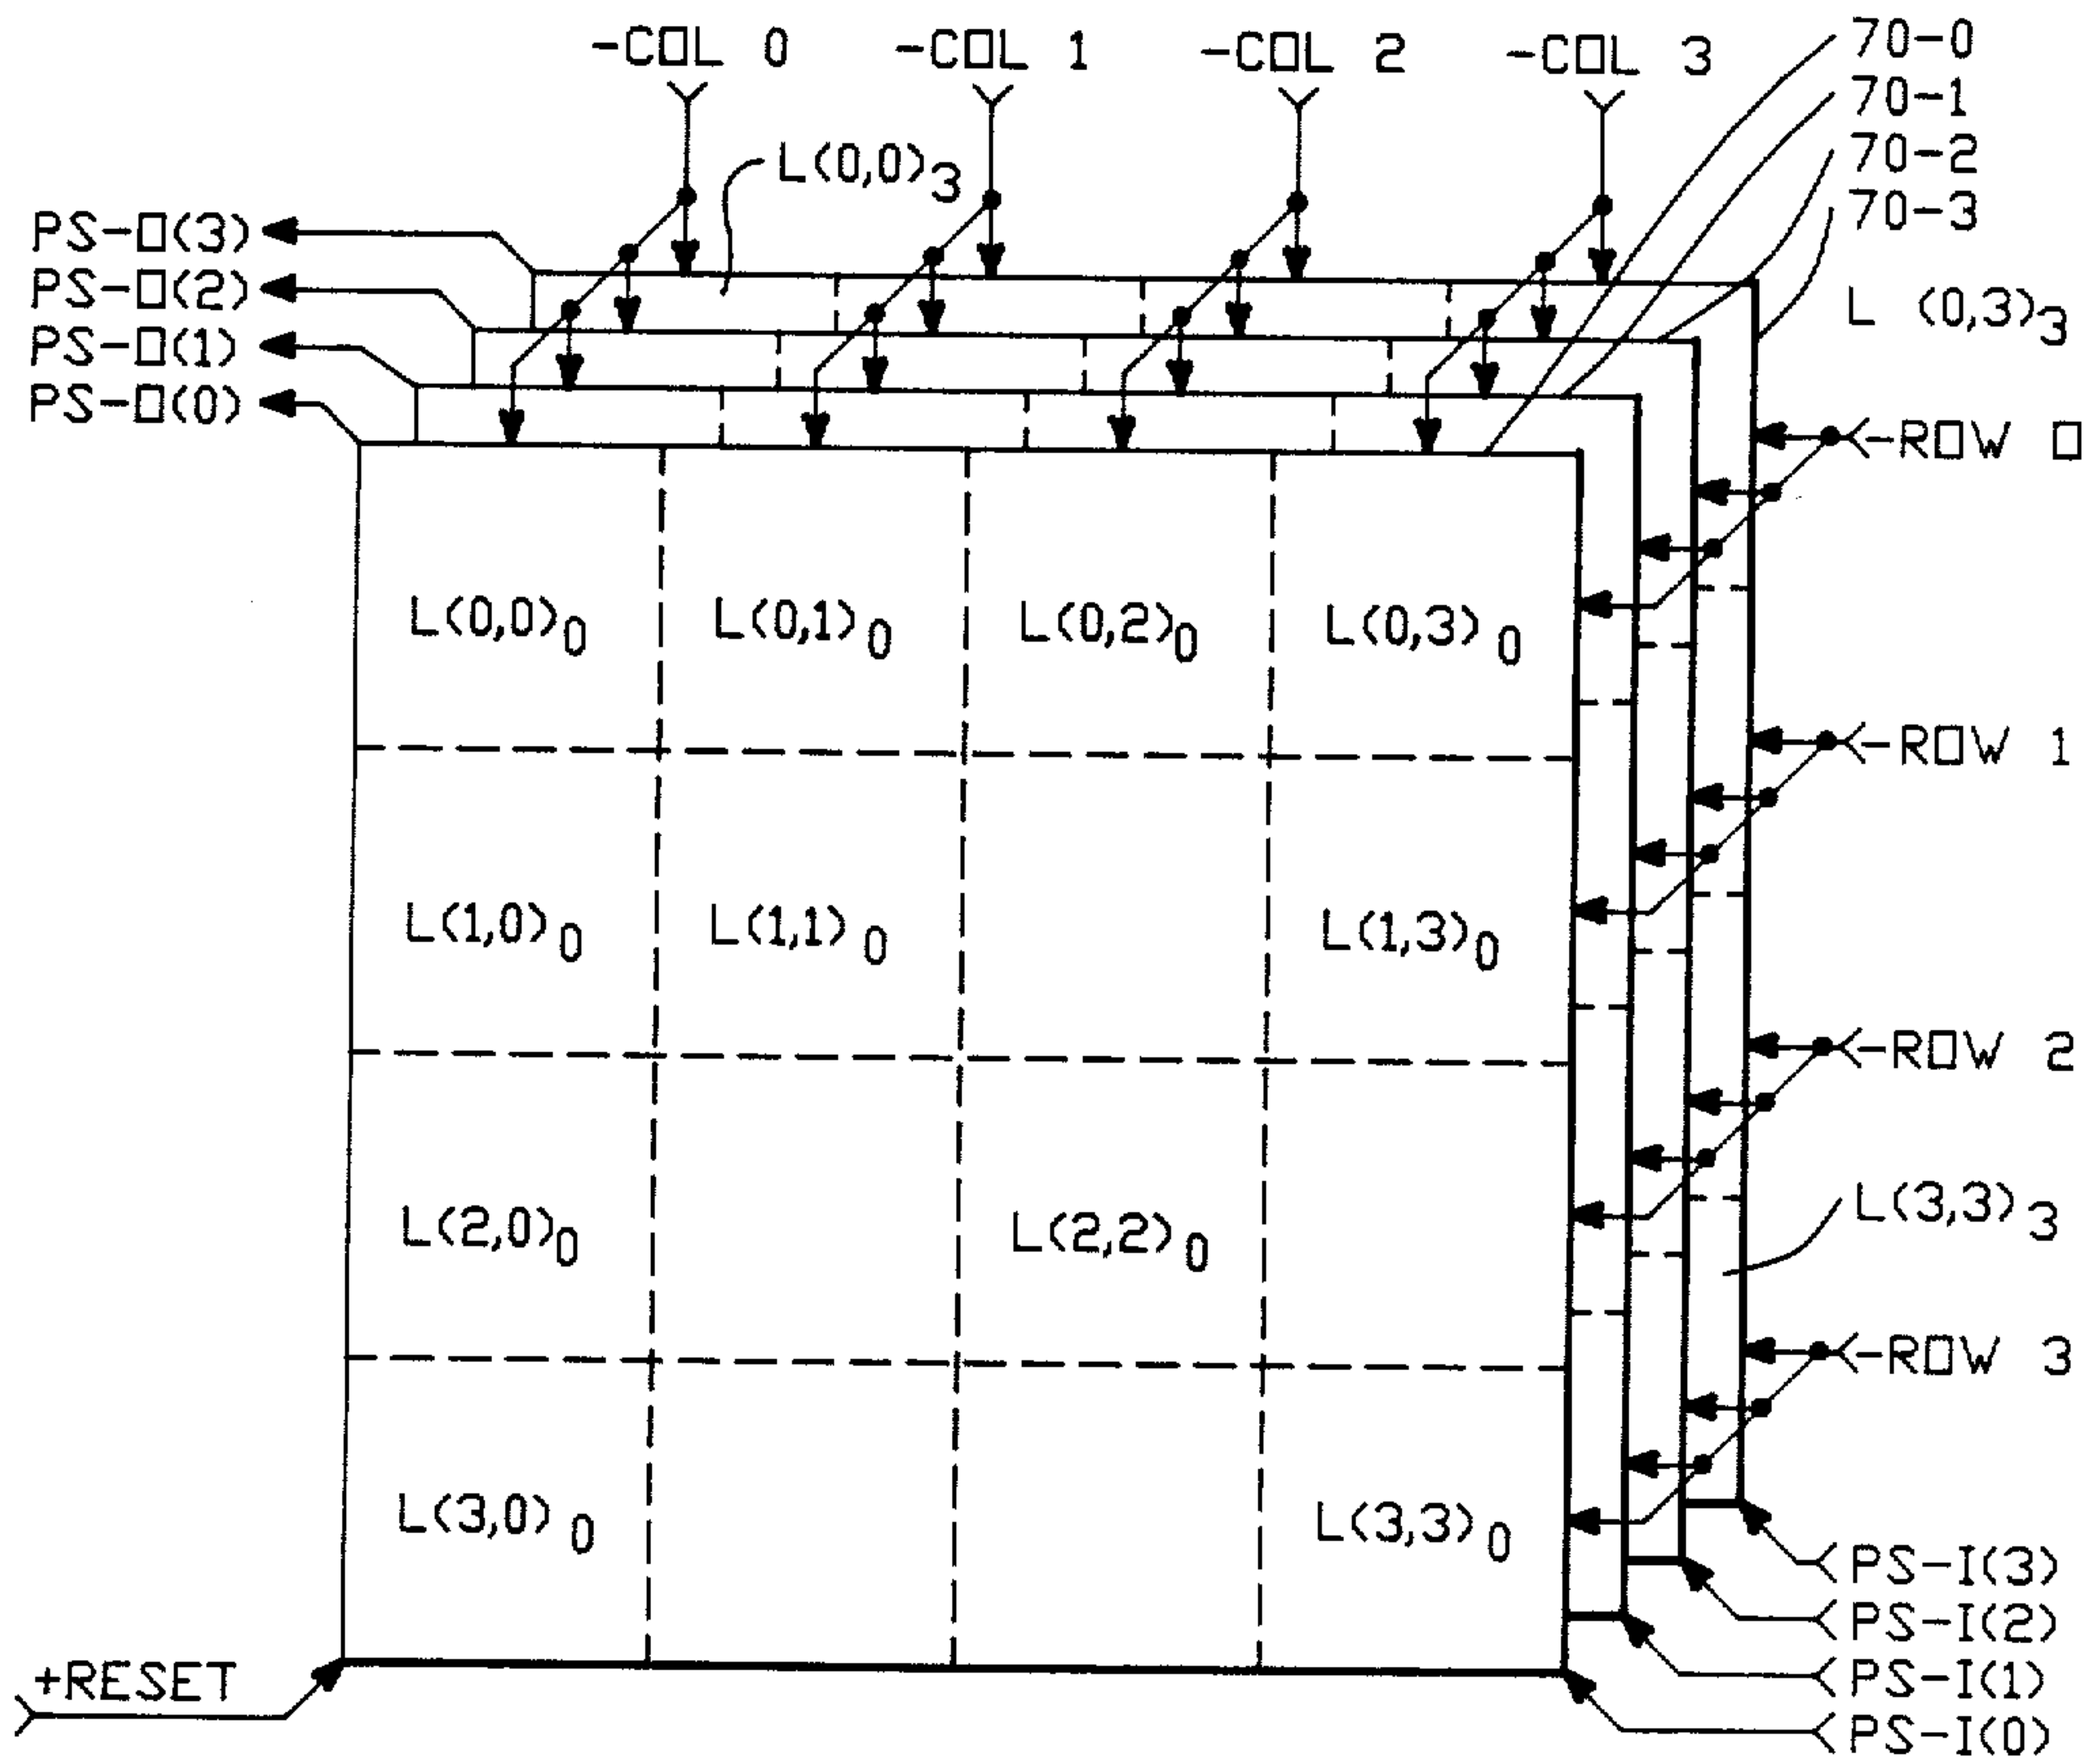 -COL 0 -COL 1 -COL 2 -COL 3
70-0
70-1
70-2
70-3
L(0,0)3
PS-O(3)
PS-O(2)
PS-O(1)
PS-O(0)
L (0,3)3
-ROW 0
L(0,0)0 L(0,1)0 L(0,2)0 L(0,3)0
-ROW 1
L(1,0)0 L(1,1)0 L(1,3)0
-ROW 2
L(3,3)3
L(2,0)0 L(2,2)0
-ROW 3
L(3,0)0 L(3,3)0
PS-I(3)
PS-I(2)
PS-I(1)
PS-I(0)
+RESET